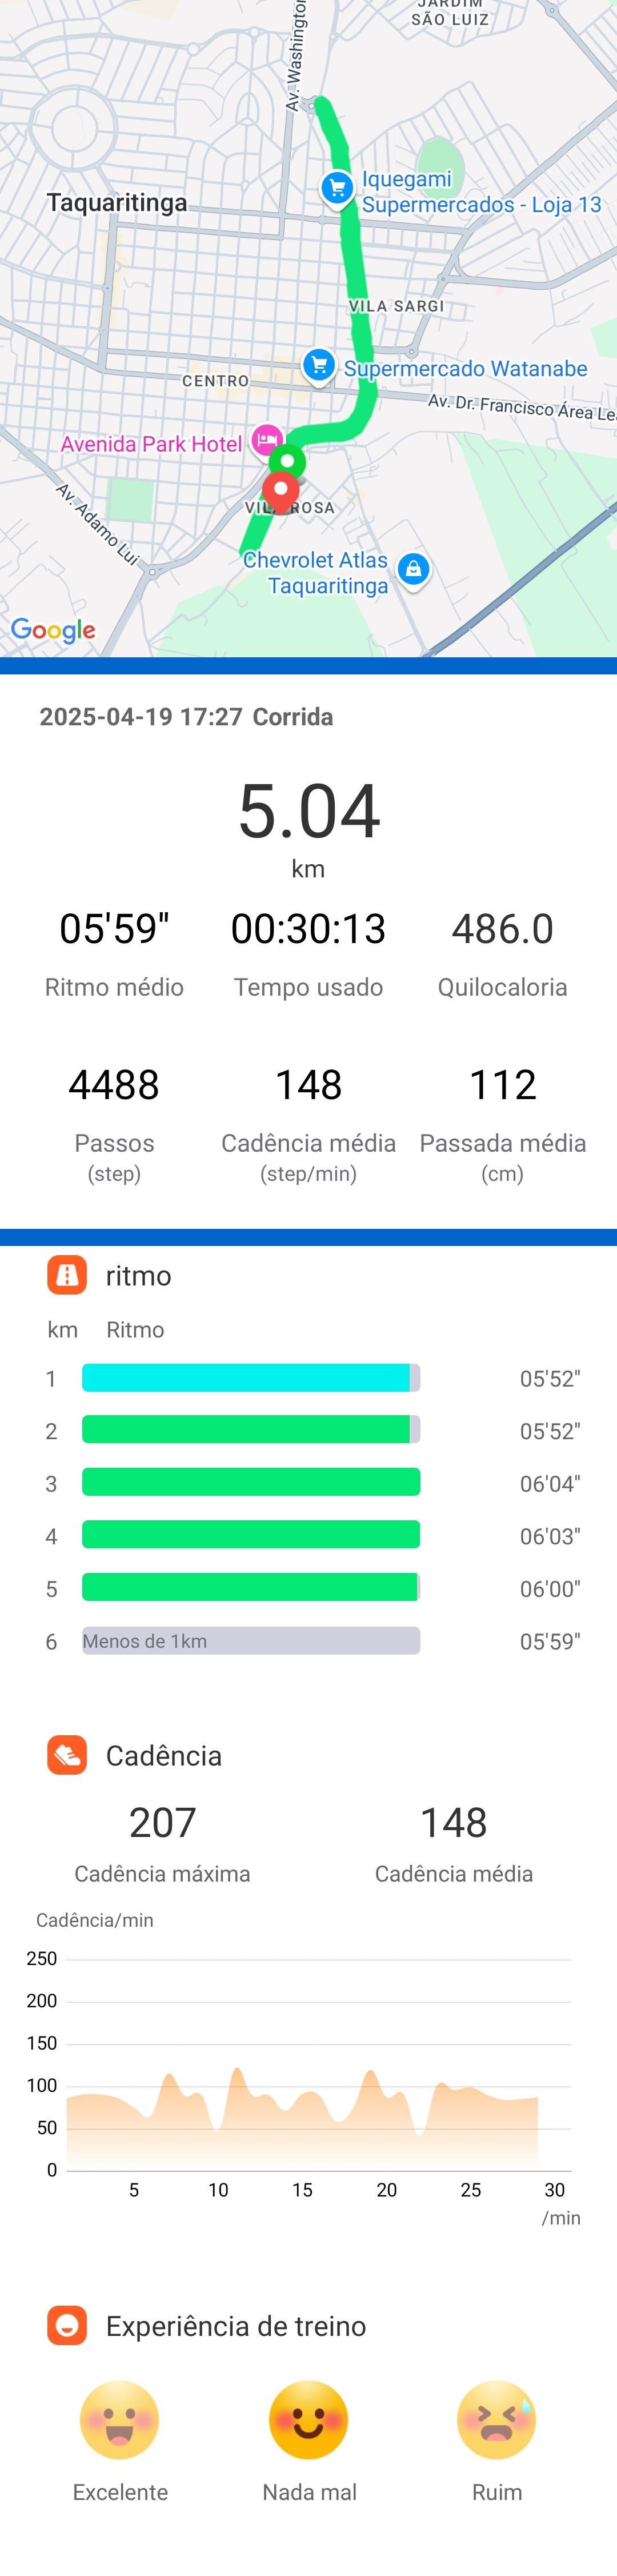 JARDIM
SÃO LUIZ
Av. Washington
Iquegami
Supermercados - Loja 13
Taquaritinga
VILA SARGI
Supermercado Watanabe
CENTRO
Av. Dr. Francisco Área Le
Avenida Park Hotel
Av. Adamo Lui
Chevrolet Atlas
Taquaritinga
Google
2025-04-19 17:27 Corrida
5.04
km
05'59" 00:30:13 486.0
Ritmo médio Tempo usado Quilocaloria
4488 148 112
Passos Cadência média Passada média
(step) (step/min) (cm)
ritmo
km Ritmo
1 05'52"
2 05'52"
3 06'04"
4 06'03"
5 06'00"
6 Menos de 1km 05'59"
Cadência
207 148
Cadência máxima Cadência média
Cadência/min
250
200
150
100
50
0
5 10 15 20 25 30
/min
Experiência de treino
Excelente Nada mal Ruim